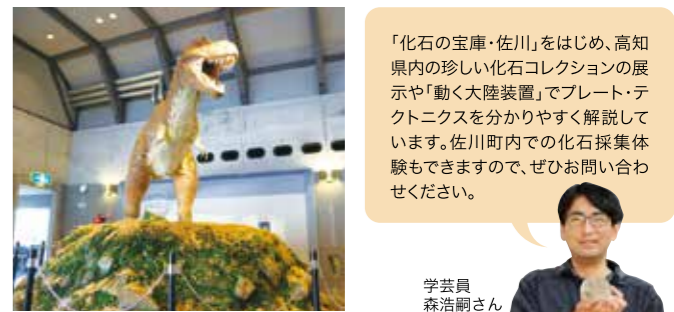 「化石の宝庫・佐川」をはじめ、高知
県内の珍しい化石コレクションの展
示や「動く大陸装置」でプレート・テ
クトニクスを分かりやすく解説して
います。佐川町内での化石採集体
験もできますので、ぜひお問い合わ
せください。
学芸員
森浩嗣さん